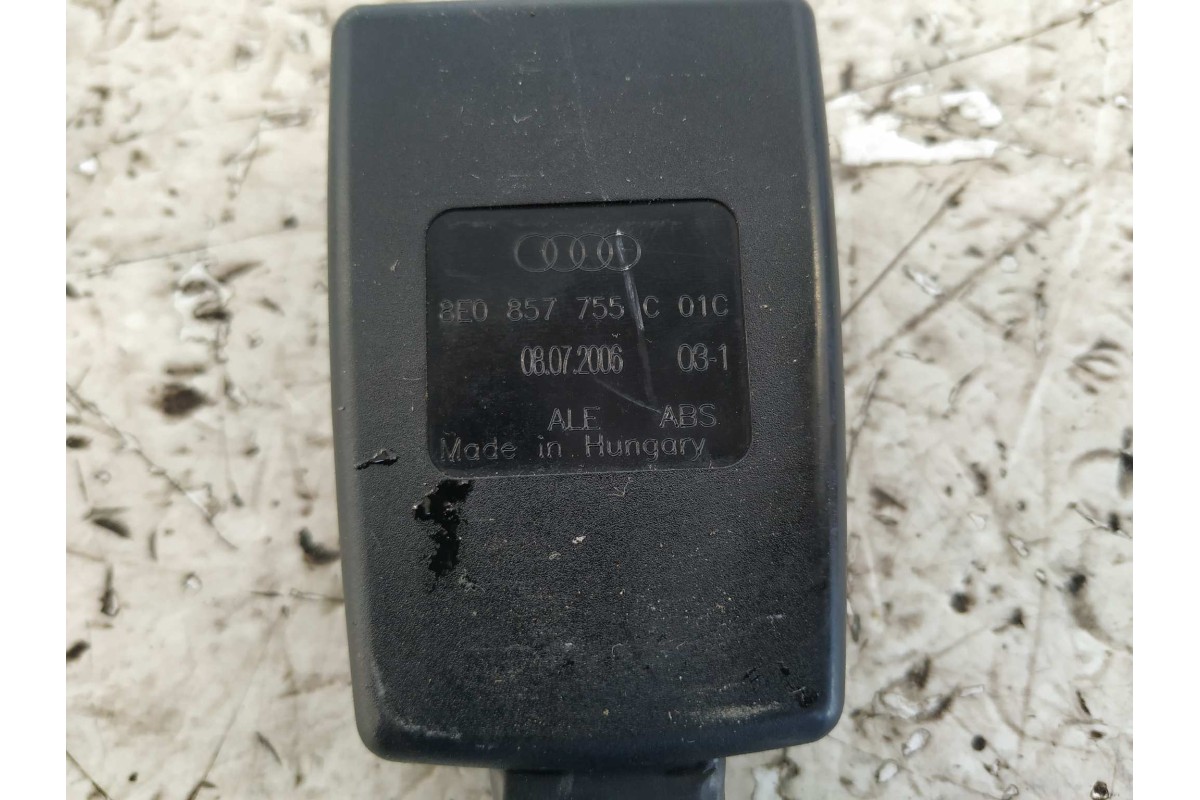 8E0 857 755 C 01C
08.07.2006 03-1
ALE ABS
Made in Hungary